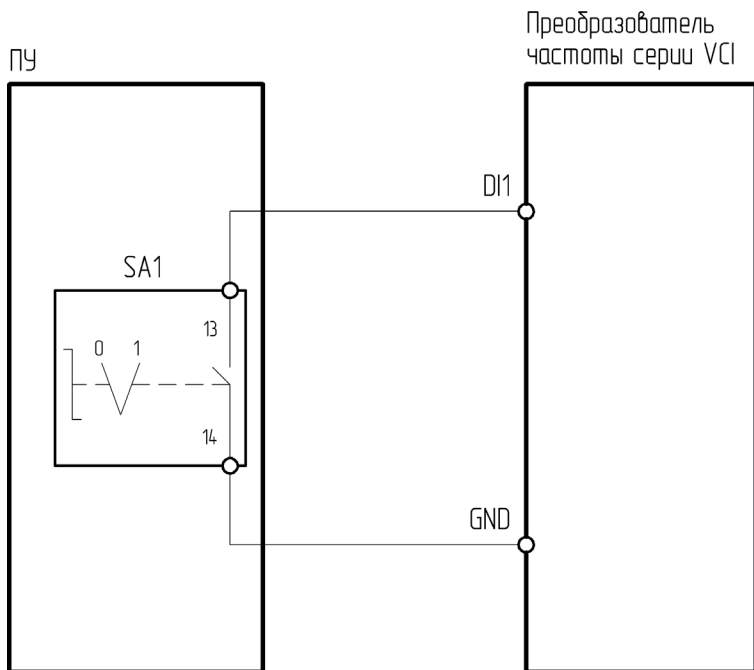 Преобразователь
частоты серии VCI
ПУ
DI1
SA1
13
0 1
14
GND